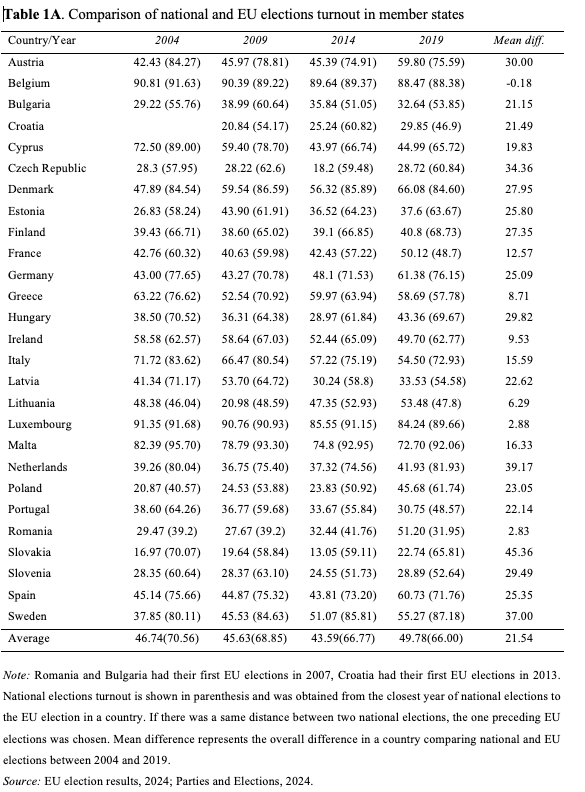 Table 1A. Comparison of national and EU elections turnout in member states
Country/Year 2004 2009 2014 2019 Mean diff.
Austria 42.43 (84.27) 45.97 (78.81) 45.39 (74.91) 59.80 (75.59) 30.00
Belgium 90.81 (91.63) 90.39 (89.22) 89.64 (89.37) 88.47 (88.38) -0.18
Bulgaria 29.22 (55.76) 38.99 (60.64) 35.84 (51.05) 32.64 (53.85) 21.15
Croatia 20.84 (54.17) 25.24 (60.82) 29.85 (46.9) 21.49
Cyprus 72.50 (89.00) 59.40 (78.70) 43.97 (66.74) 44.99 (65.72) 19.83
Czech Republic 28.3 (57.95) 28.22 (62.6) 18.2 (59.48) 28.72 (60.84) 34.36
Denmark 47.89 (84.54) 59.54 (86.59) 56.32 (85.89) 66.08 (84.60) 27.95
Estonia 26.83 (58.24) 43.90 (61.91) 36.52 (64.23) 37.6 (63.67) 25.80
Finland 39.43 (66.71) 38.60 (65.02) 39.1 (66.85) 40.8 (68.73) 27.35
France 42.76 (60.32) 40.63 (59.98) 42.43 (57.22) 50.12 (48.7) 12.57
Germany 43.00 (77.65) 43.27 (70.78) 48.1 (71.53) 61.38 (76.15) 25.09
Greece 63.22 (76.62) 52.54 (70.92) 59.97 (63.94) 58.69 (57.78) 8.71
Hungary 38.50 (70.52) 36.31 (64.38) 28.97 (61.84) 43.36 (69.67) 29.82
Ireland 58.58 (62.57) 58.64 (67.03) 52.44 (65.09) 49.70 (62.77) 9.53
Italy 71.72 (83.62) 66.47 (80.54) 57.22 (75.19) 54.50 (72.93) 15.59
Latvia 41.34 (71.17) 53.70 (64.72) 30.24 (58.8) 33.53 (54.58) 22.62
Lithuania 48.38 (46.04) 20.98 (48.59) 47.35 (52.93) 53.48 (47.8) 6.29
Luxembourg 91.35 (91.68) 90.76 (90.93) 85.55 (91.15) 84.24 (89.66) 2.88
Malta 82.39 (95.70) 78.79 (93.30) 74.8 (92.95) 72.70 (92.06) 16.33
Netherlands 39.26 (80.04) 36.75 (75.40) 37.32 (74.56) 41.93 (81.93) 39.17
Poland 20.87 (40.57) 24.53 (53.88) 23.83 (50.92) 45.68 (61.74) 23.05
Portugal 38.60 (64.26) 36.77 (59.68) 33.67 (55.84) 30.75 (48.57) 22.14
Romania 29.47 (39.2) 27.67 (39.2) 32.44 (41.76) 51.20 (31.95) 2.83
Slovakia 16.97 (70.07) 19.64 (58.84) 13.05 (59.11) 22.74 (65.81) 45.36
Slovenia 28.35 (60.64) 28.37 (63.10) 24.55 (51.73) 28.89 (52.64) 29.49
Spain 45.14 (75.66) 44.87 (75.32) 43.81 (73.20) 60.73 (71.76) 25.35
Sweden 37.85 (80.11) 45.53 (84.63) 51.07 (85.81) 55.27 (87.18) 37.00
Average 46.74(70.56) 45.63(68.85) 43.59(66.77) 49.78(66.00) 21.54
Note: Romania and Bulgaria had their first EU elections in 2007, Croatia had their first EU elections in 2013.
National elections turnout is shown in parenthesis and was obtained from the closest year of national elections to
the EU election in a country. If there was a same distance between two national elections, the one preceding EU
elections was chosen. Mean difference represents the overall difference in a country comparing national and EU
elections between 2004 and 2019.
Source: EU election results, 2024; Parties and Elections, 2024.